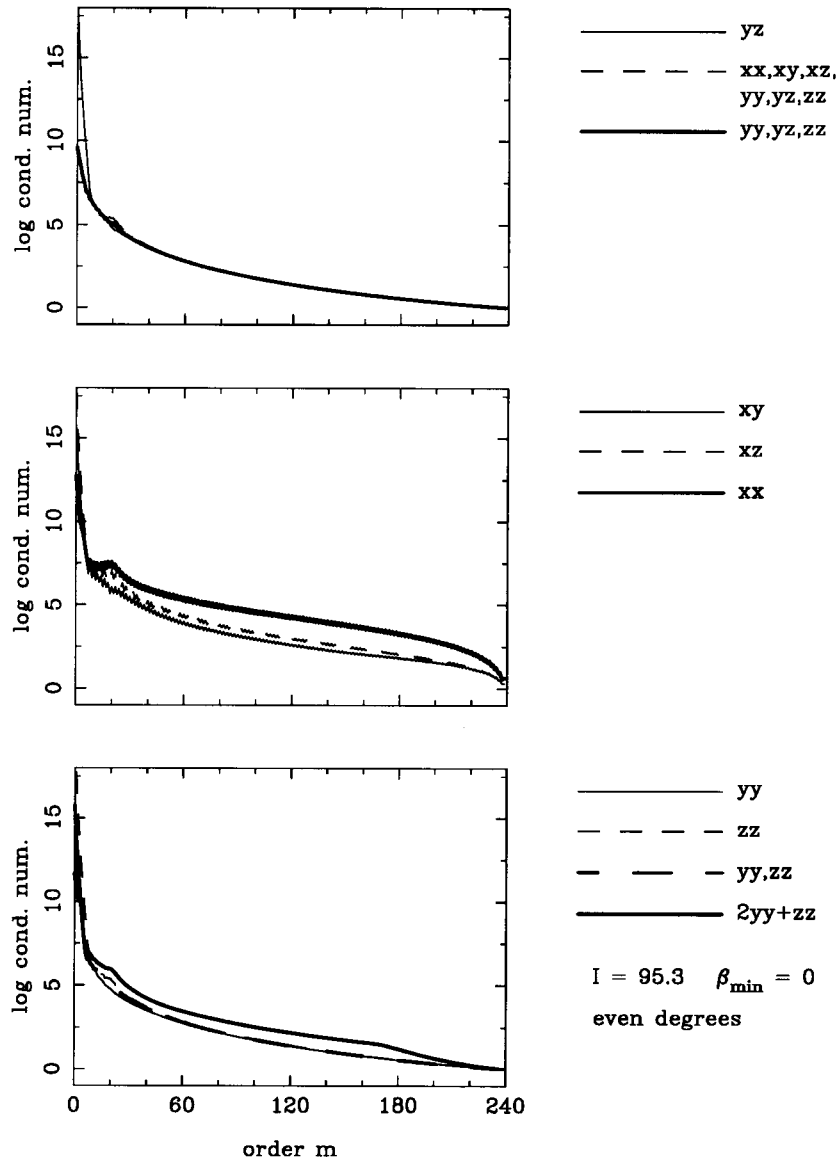 15
10
5
0
log cond. num.
yz
xx,xy,xz,
yy,yz,zz
yy,yz,zz
15
10
5
0
log cond. num.
xy
xz
xx
15
10
5
0
log cond. num.
yy
zz
yy,zz
2yy+zz
I = 95.3 β_min = 0
even degrees
0 60 120 180 240
order m